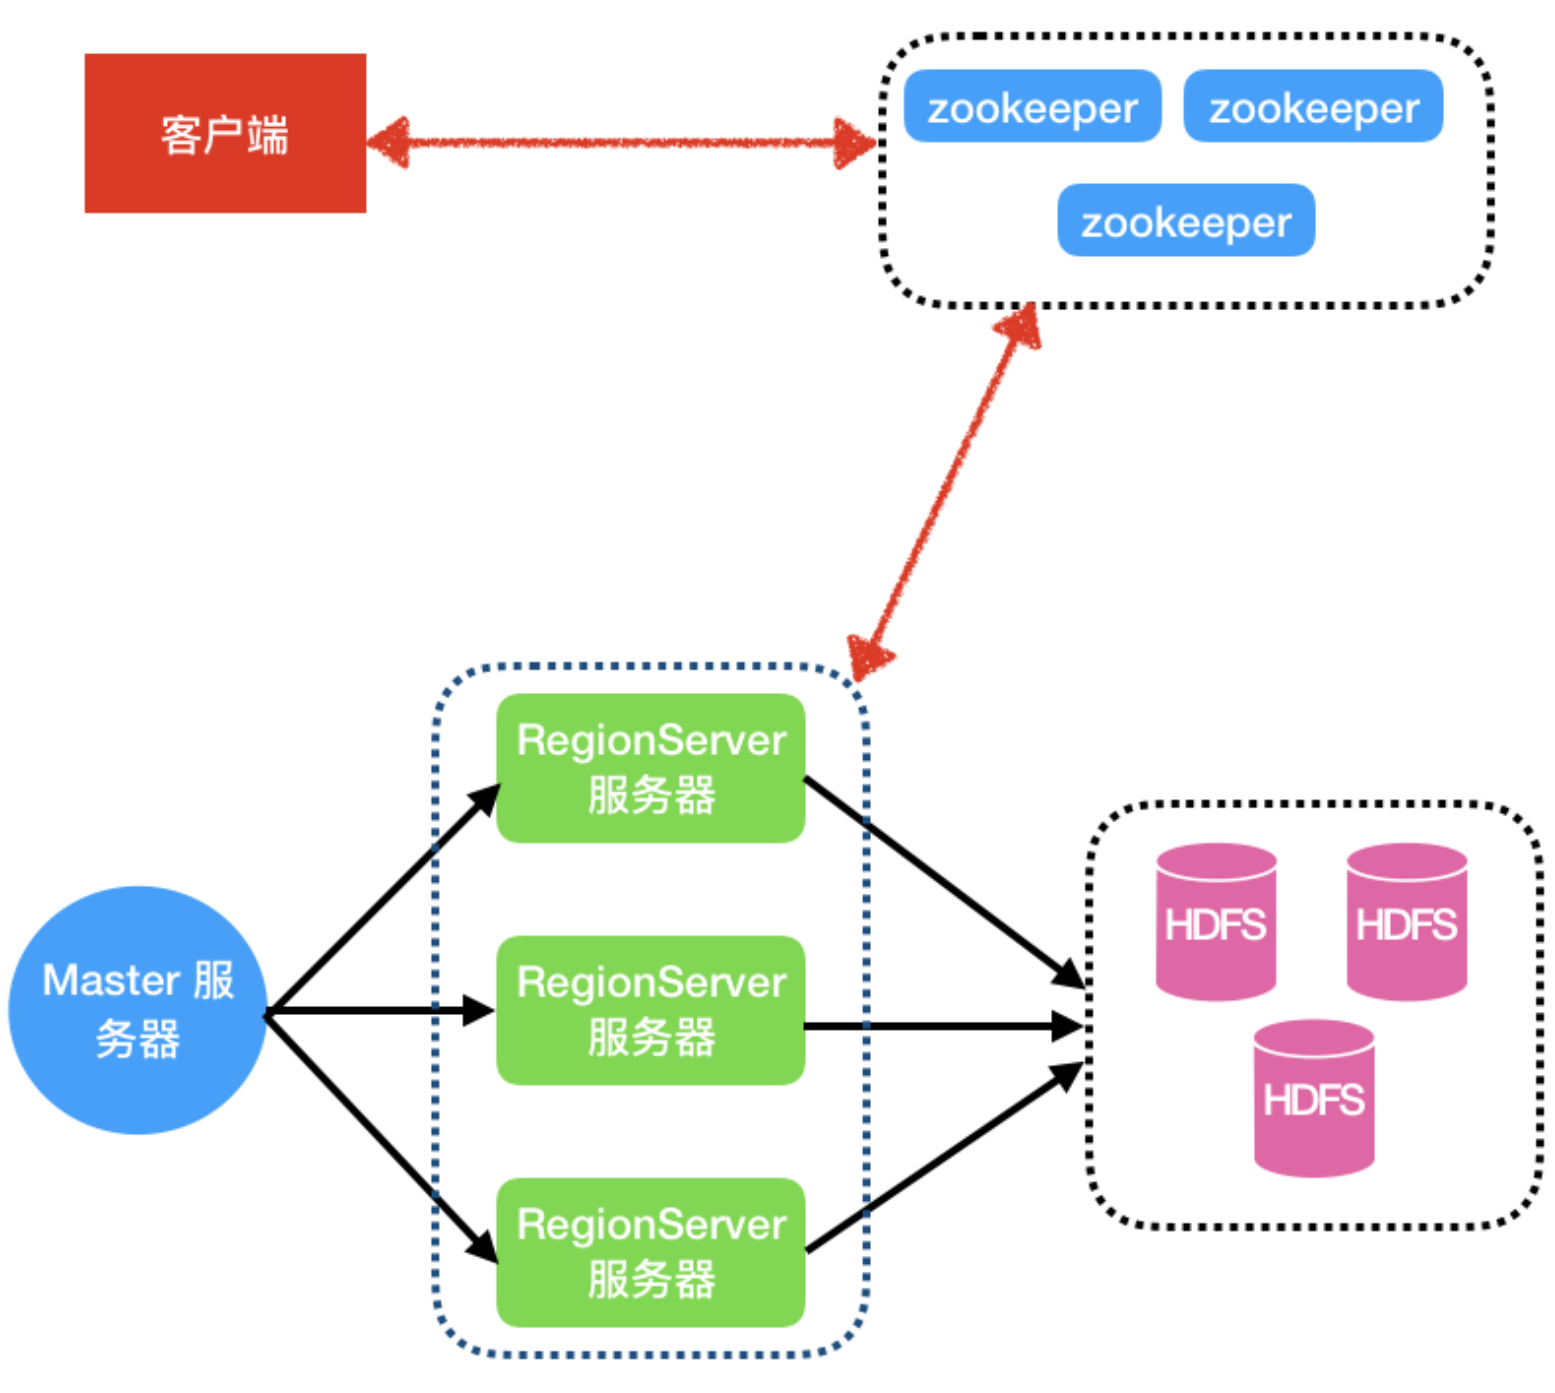 客户端
zookeeper
zookeeper
zookeeper
RegionServer
服务器
Master 服
务器
RegionServer
服务器
RegionServer
服务器
HDFS
HDFS
HDFS